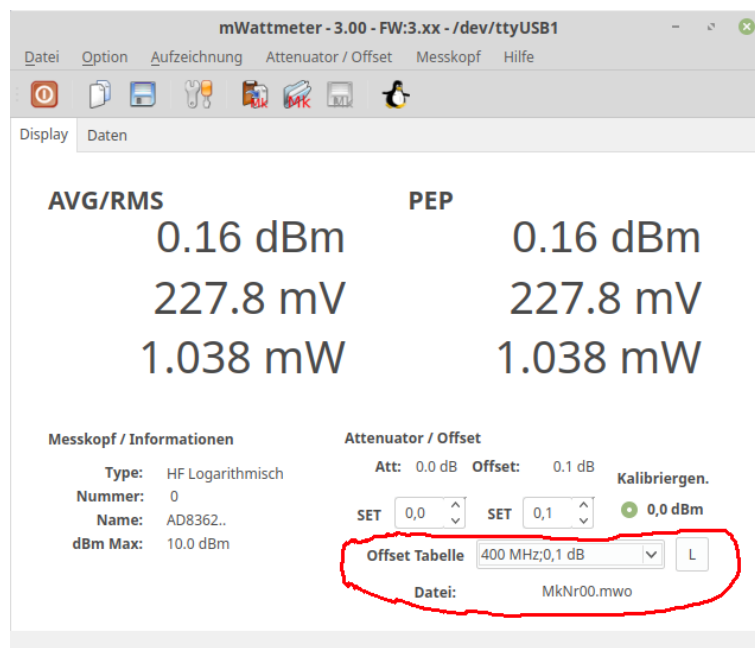 mWattmeter - 3.00 - FW:3.xx - /dev/ttyUSB1
Datei Option Aufzeichnung Attenuator / Offset Messkopf Hilfe
Mk MK
Display Daten
AVG/RMS PEP
0.16 dBm 0.16 dBm
227.8 mV 227.8 mV
1.038 mW 1.038 mW
Messkopf / Informationen Attenuator / Offset
Type: HF Logarithmisch Att: 0.0 dB Offset: 0.1 dB Kalibriergen.
Nummer: 0 SET 0,0 SET 0,1 0,0 dBm
Name: AD8362..
dBm Max: 10.0 dBm Offset Tabelle 400 MHz;0,1 dB L
Datei: MkNr00.mwo